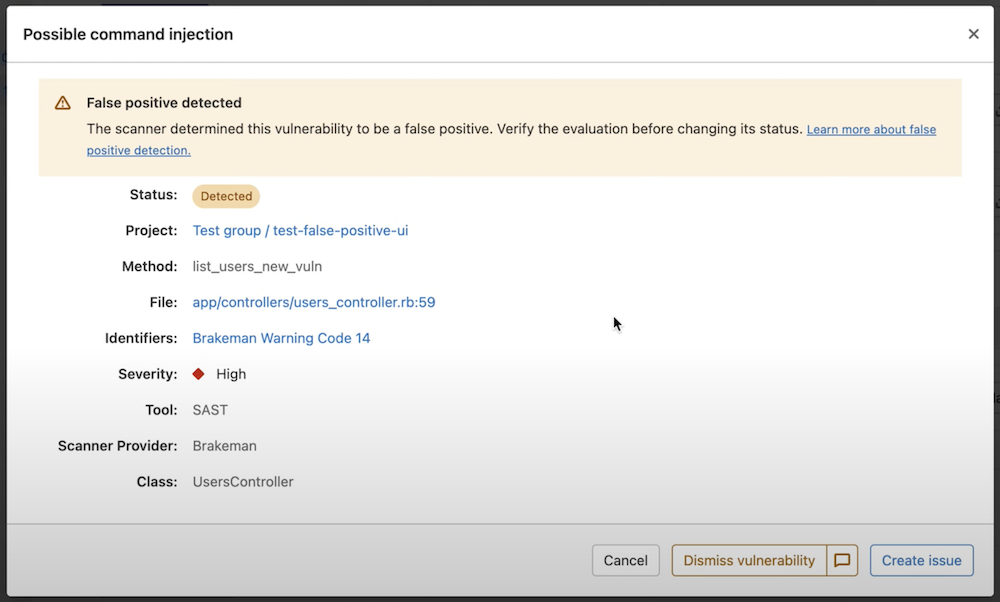 Possible command injection
False positive detected
The scanner determined this vulnerability to be a false positive. Verify the evaluation before changing its status. Learn more about false
positive detection.
Status: Detected
Project: Test group / test-false-positive-ui
Method: list_users_new_vuln
File: app/controllers/users_controller.rb:59
Identifiers: Brakeman Warning Code 14
Severity: High
Tool: SAST
Scanner Provider: Brakeman
Class: UsersController
Cancel Dismiss vulnerability Create issue